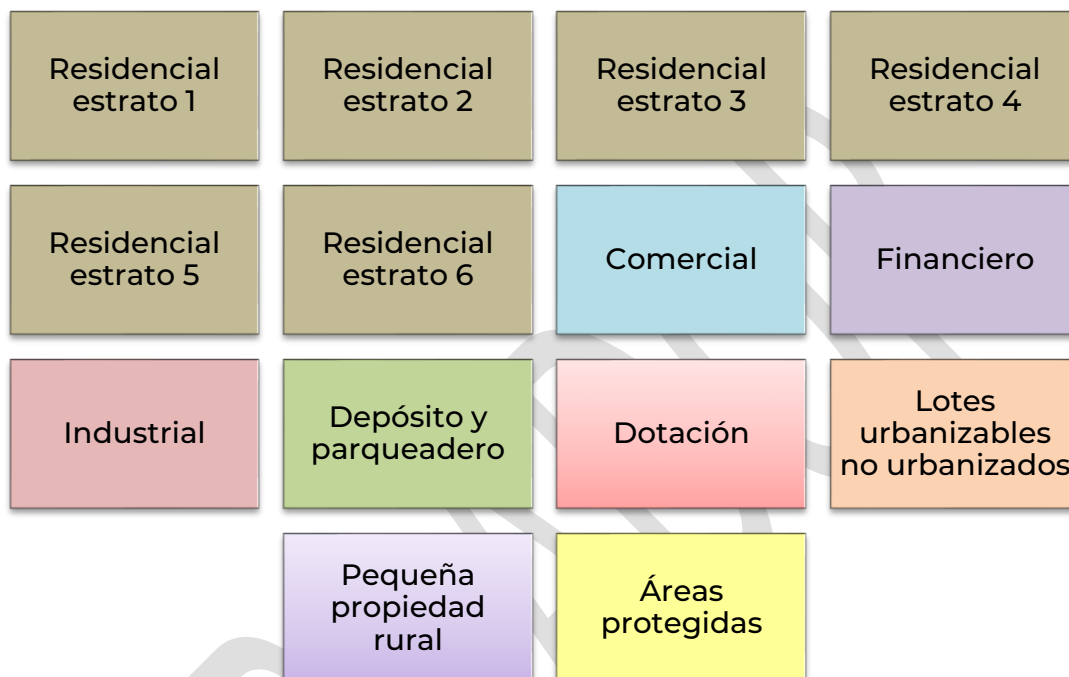 Residencial
estrato 1
Residencial
estrato 2
Residencial
estrato 3
Residencial
estrato 4
Residencial
estrato 5
Residencial
estrato 6
Comercial
Financiero
Industrial
Depósito y
parqueadero
Dotación
Lotes
urbanizables
no urbanizados
Pequeña
propiedad
rural
Áreas
protegidas